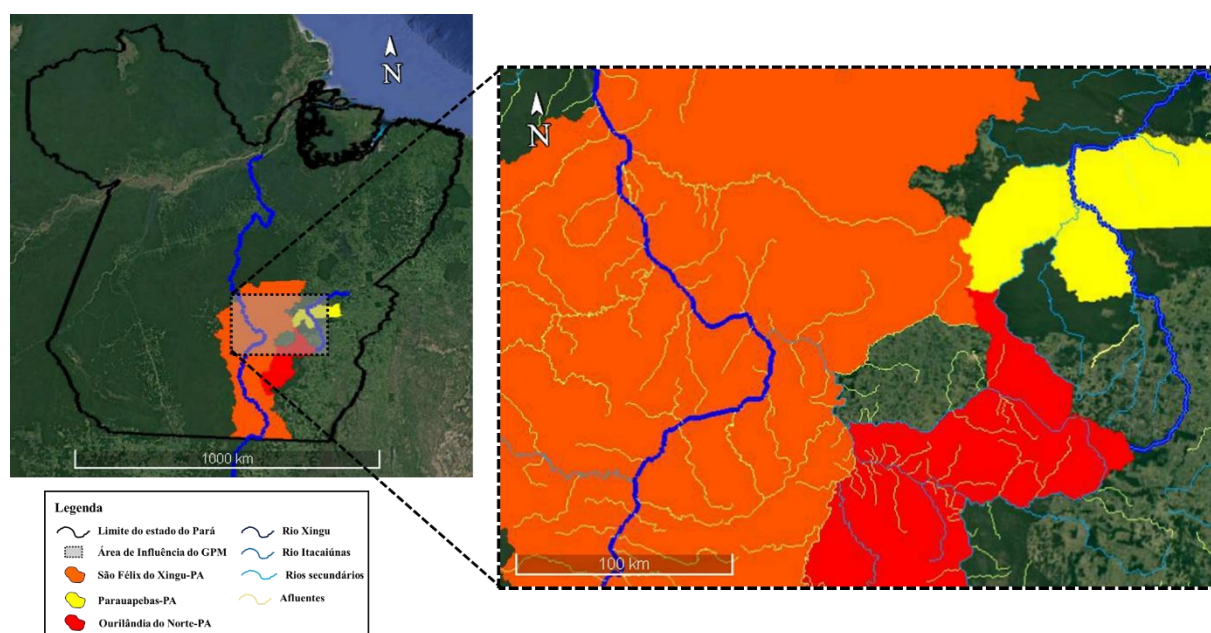 N
1000 km
N
100 km
Legenda
Limite do estado do Pará
Rio Xingu
Área de Influência do GPM
Rio Itacaiúnas
São Félix do Xingu-PA
Rios secundários
Parauapebas-PA
Afluentes
Ourilândia do Norte-PA